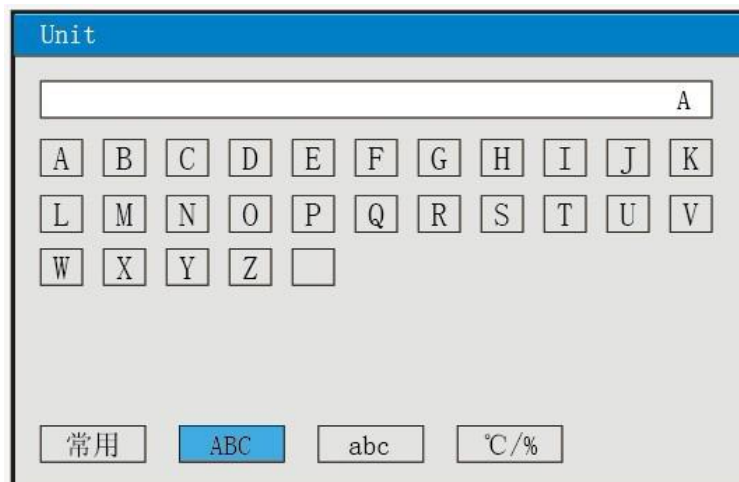 Unit
A
A B C D E F G H I J K
L M N O P Q R S T U V
W X Y Z
常用 ABC abc ℃/%